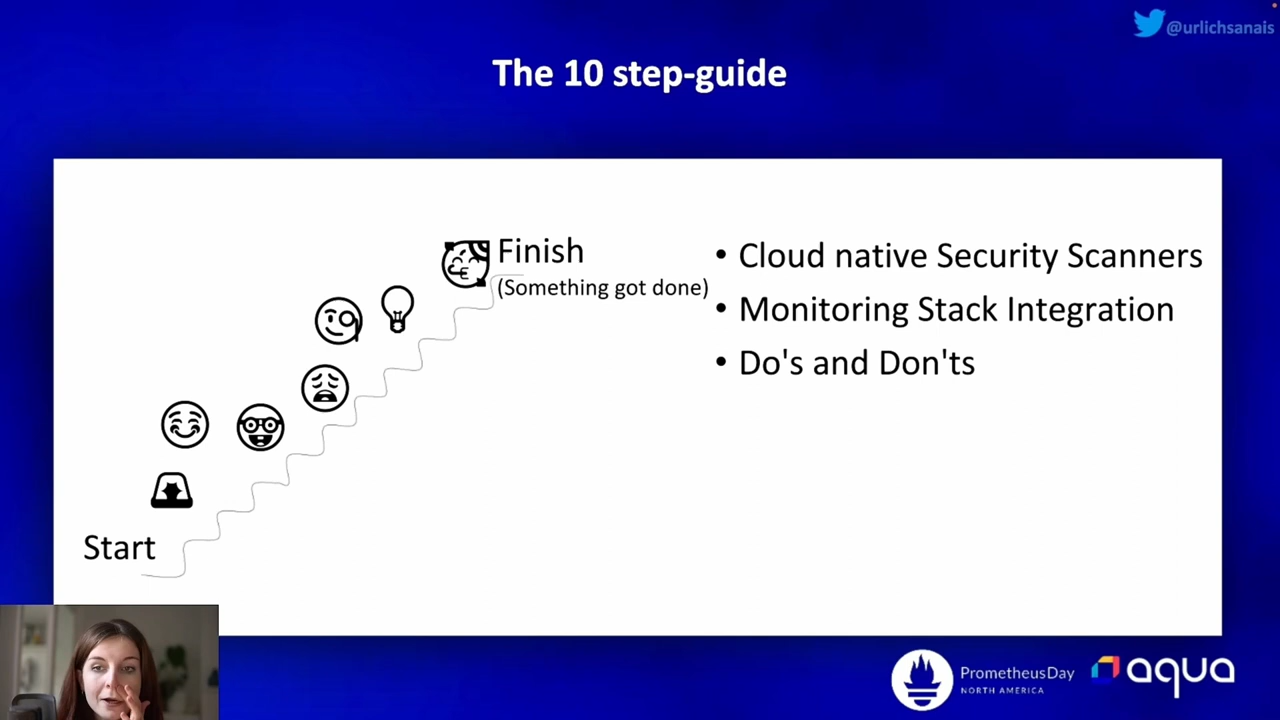 @urlichsanais
The 10 step-guide
Finish
(Something got done)
• Cloud native Security Scanners
• Monitoring Stack Integration
• Do's and Don'ts
Start
PrometheusDay
NORTH AMERICA
aqua